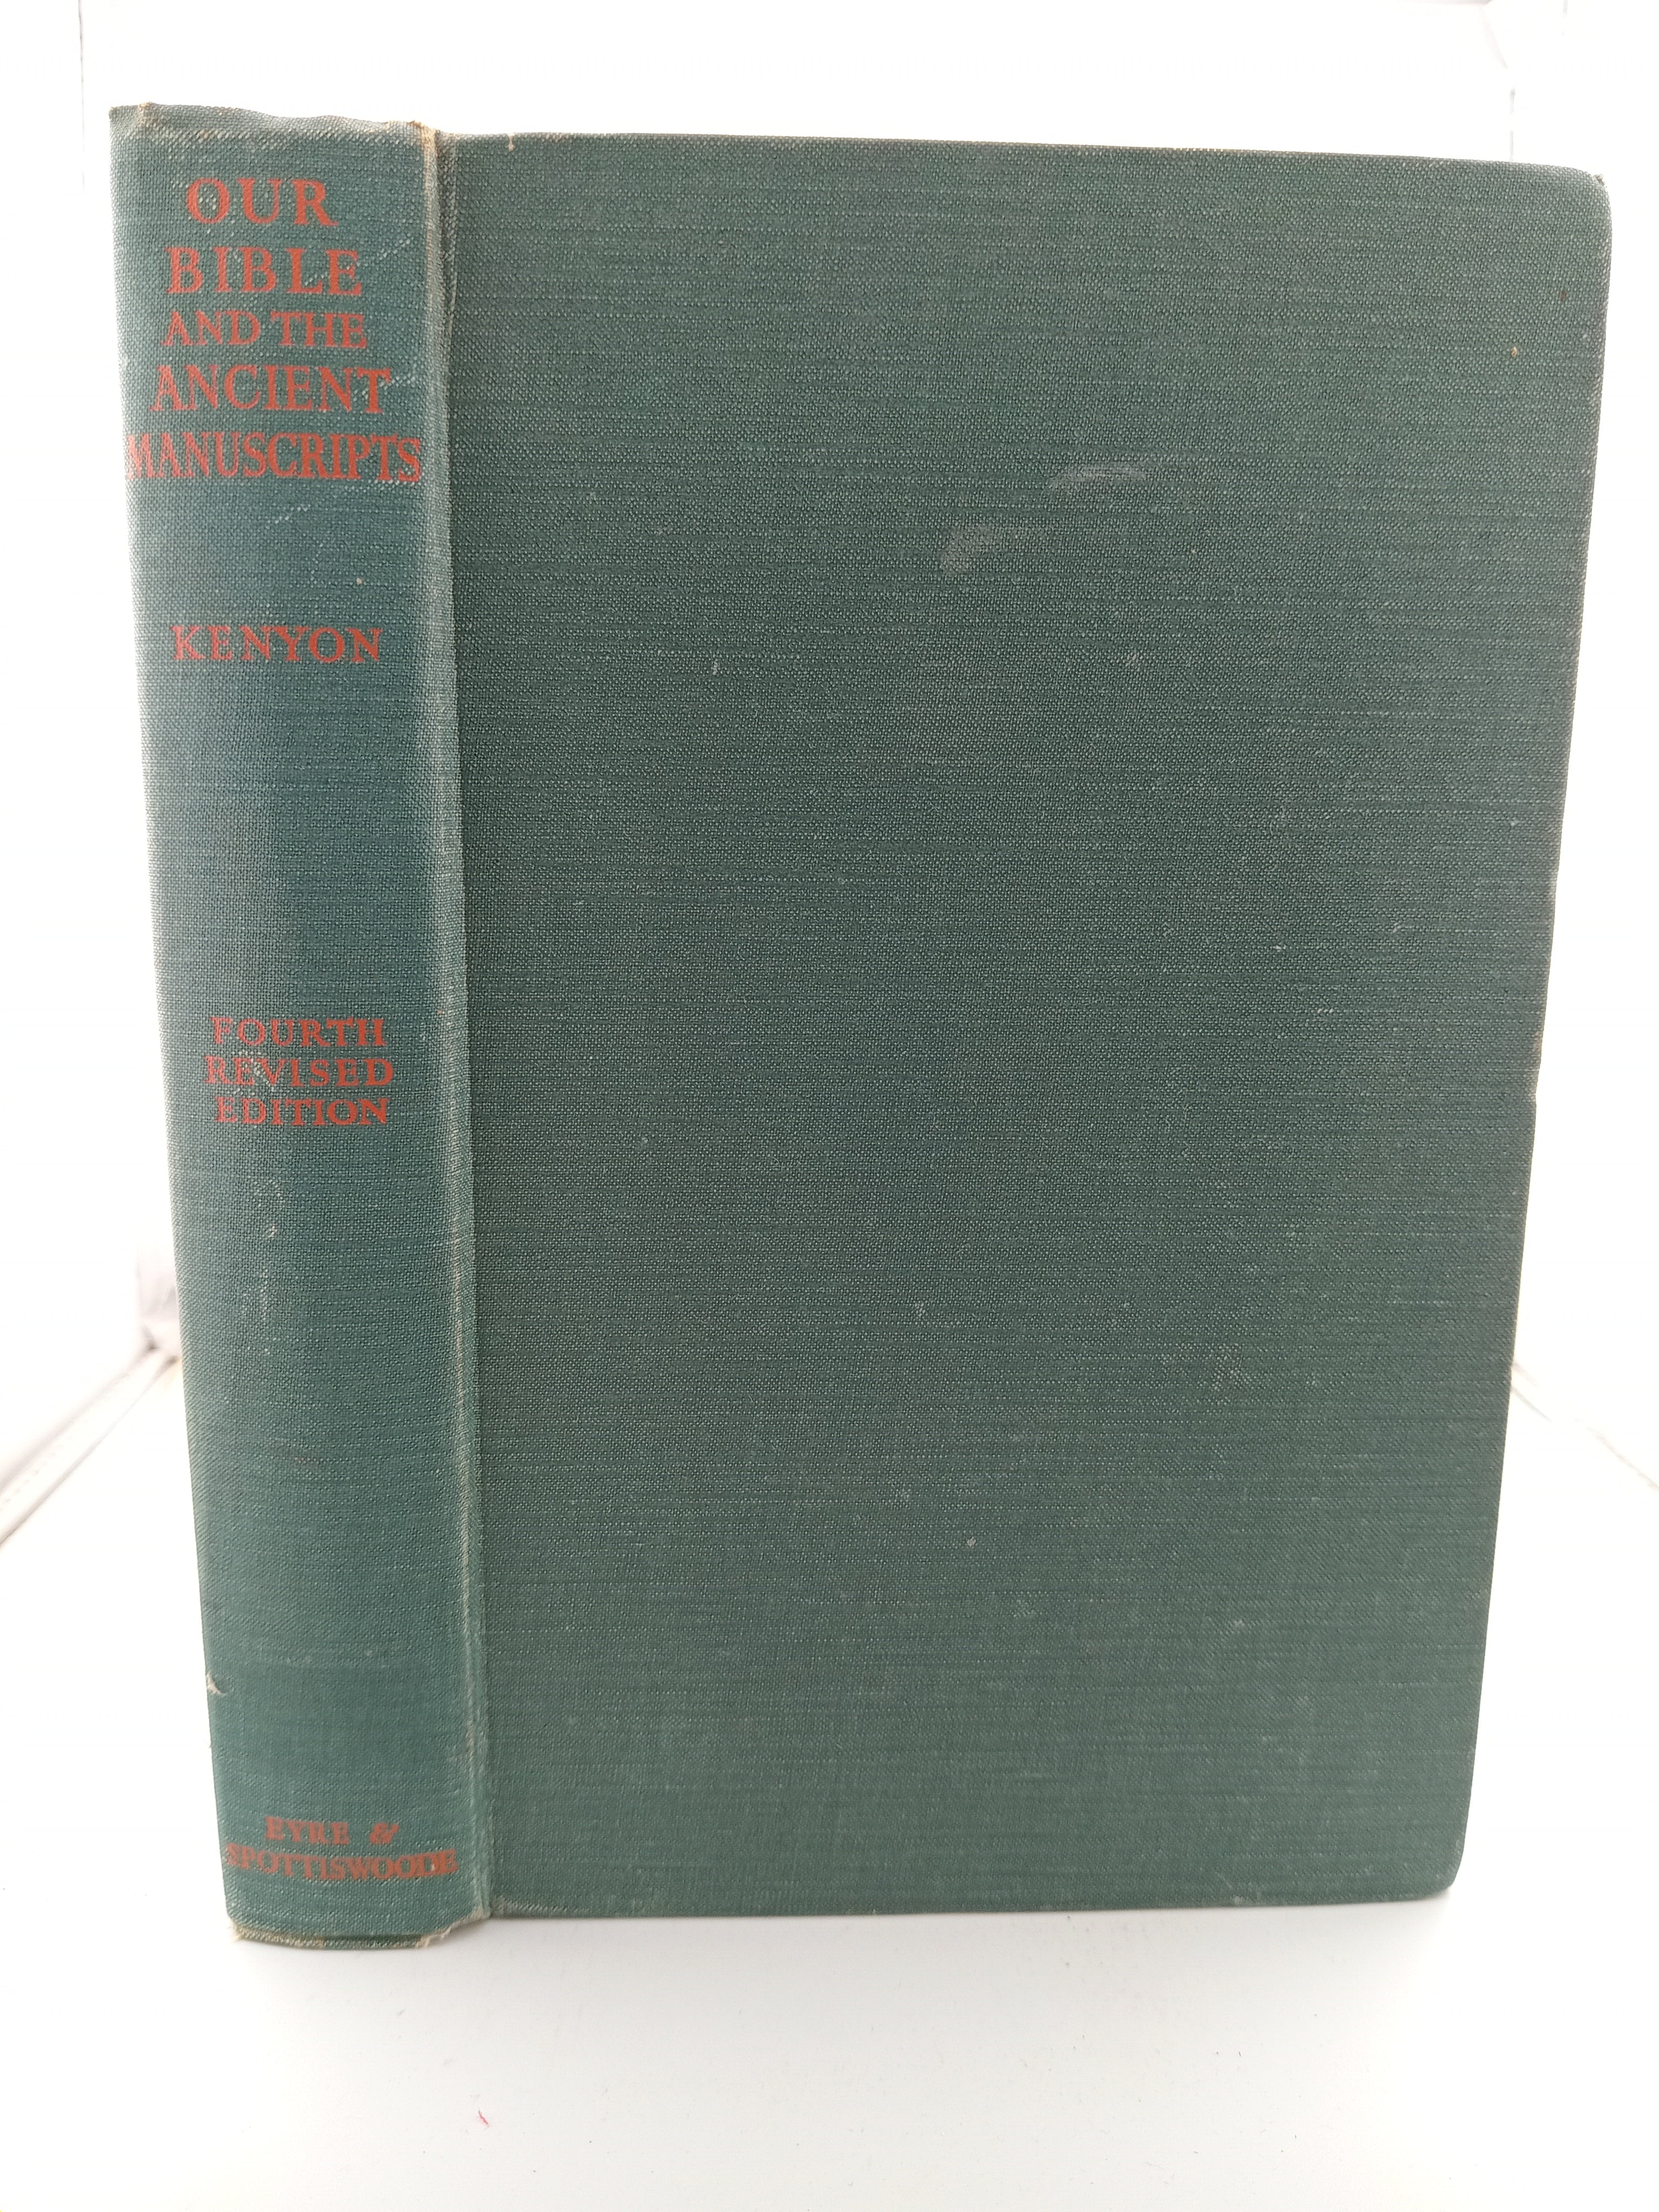 OUR
BIBLE
AND THE
ANCIENT
MANUSCRIPTS
KENYON
FOURTH
REVISED
EDITION
EYRE &
SPOTTISWOODE